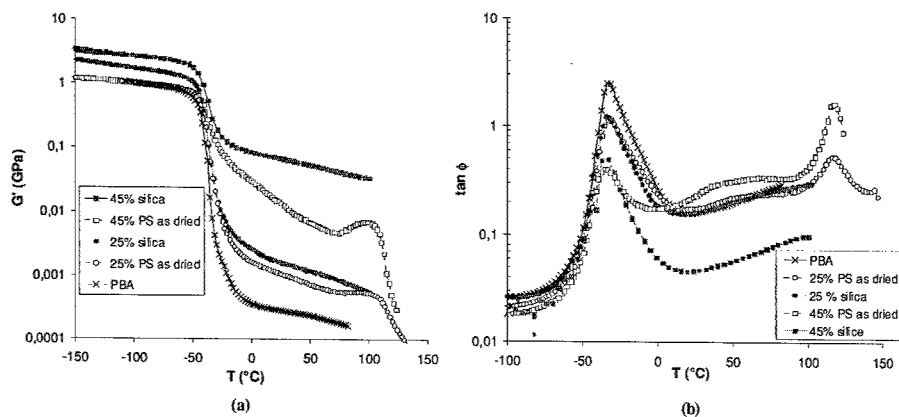 10
1
0,1
0,01
0,001
0,0001
G' (GPa)
45% silica
45% PS as dried
25% silica
25% PS as dried
PBA
-150 -100 -50 0 50 100 150
T (°C)
(a)
10
1
0,1
0,01
tan ϕ
PBA
25% PS as dried
25 % silica
45% PS as dried
45% silice
-100 -50 0 50 100 150
T (°C)
(b)